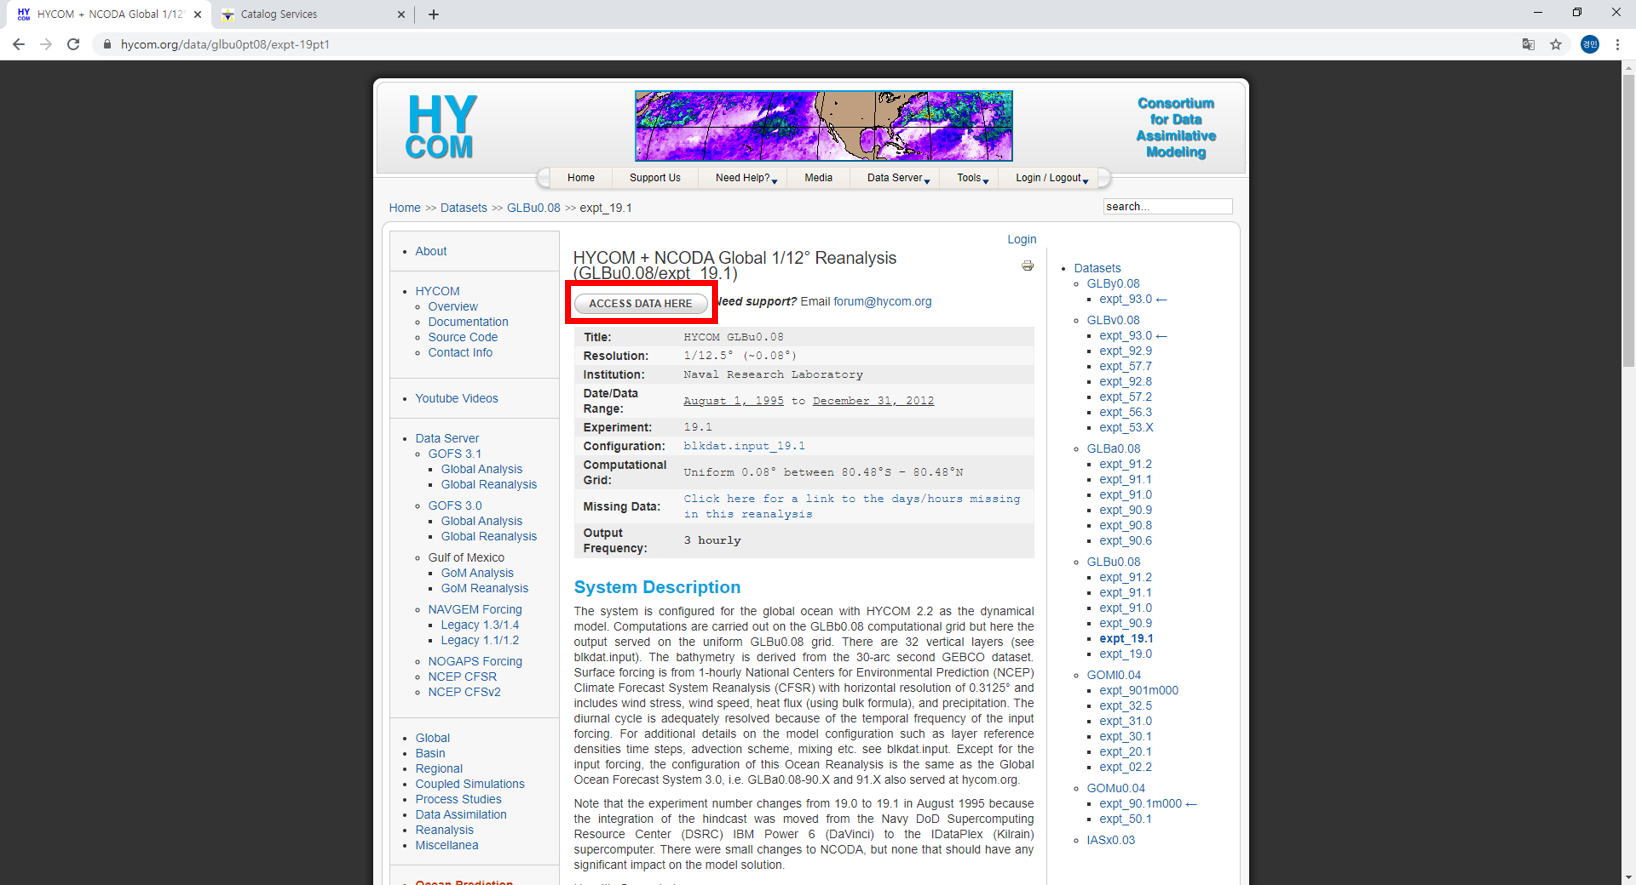 HYCOM + NCODA Global 1/12°
Catalog Services
hycom.org/data/glbu0pt08/expt-19pt1
경민
HY
COM
Consortium
for Data
Assimilative
Modeling
Home
Support Us
Need Help?
Media
Data Server
Tools
Login / Logout
Home >> Datasets >> GLBu0.08 >> expt_19.1
search...
About
HYCOM
Overview
Documentation
Source Code
Contact Info
Youtube Videos
Data Server
GOFS 3.1
Global Analysis
Global Reanalysis
GOFS 3.0
Global Analysis
Global Reanalysis
Gulf of Mexico
GoM Analysis
GoM Reanalysis
NAVGEM Forcing
Legacy 1.3/1.4
Legacy 1.1/1.2
NOGAPS Forcing
NCEP CFSR
NCEP CFSv2
Global
Basin
Regional
Coupled Simulations
Process Studies
Data Assimilation
Reanalysis
Miscellanea
Ocean Prediction
Login
HYCOM + NCODA Global 1/12° Reanalysis
(GLBu0.08/expt_19.1)
ACCESS DATA HERE
Need support? Email forum@hycom.org
Title: HYCOM GLBu0.08
Resolution: 1/12.5° (~0.08°)
Institution: Naval Research Laboratory
Date/Data
Range: August 1, 1995 to December 31, 2012
Experiment: 19.1
Configuration: blkdat.input_19.1
Computational
Grid: Uniform 0.08° between 80.48°S - 80.48°N
Missing Data: Click here for a link to the days/hours missing
in this reanalysis
Output
Frequency: 3 hourly
System Description
The system is configured for the global ocean with HYCOM 2.2 as the dynamical
model. Computations are carried out on the GLBb0.08 computational grid but here the
output served on the uniform GLBu0.08 grid. There are 32 vertical layers (see
blkdat.input). The bathymetry is derived from the 30-arc second GEBCO dataset.
Surface forcing is from 1-hourly National Centers for Environmental Prediction (NCEP)
Climate Forecast System Reanalysis (CFSR) with horizontal resolution of 0.3125° and
includes wind stress, wind speed, heat flux (using bulk formula), and precipitation. The
diurnal cycle is adequately resolved because of the temporal frequency of the input
forcing. For additional details on the model configuration such as layer reference
densities time steps, advection scheme, mixing etc. see blkdat.input. Except for the
input forcing, the configuration of this Ocean Reanalysis is the same as the Global
Ocean Forecast System 3.0, i.e. GLBa0.08-90.X and 91.X also served at hycom.org.
Note that the experiment number changes from 19.0 to 19.1 in August 1995 because
the integration of the hindcast was moved from the Navy DoD Supercomputing
Resource Center (DSRC) IBM Power 6 (DaVinci) to the IDataPlex (Kilrain)
supercomputer. There were small changes to NCODA, but none that should have any
significant impact on the model solution.
Datasets
GLBy0.08
expt_93.0 ←
GLBv0.08
expt_93.0 ←
expt_92.9
expt_57.7
expt_92.8
expt_57.2
expt_56.3
expt_53.X
GLBa0.08
expt_91.2
expt_91.1
expt_91.0
expt_90.9
expt_90.8
expt_90.6
GLBu0.08
expt_91.2
expt_91.1
expt_91.0
expt_90.9
expt_19.1
expt_19.0
GOMl0.04
expt_901m000
expt_32.5
expt_31.0
expt_30.1
expt_20.1
expt_02.2
GOMu0.04
expt_90.1m000 ←
expt_50.1
IASx0.03